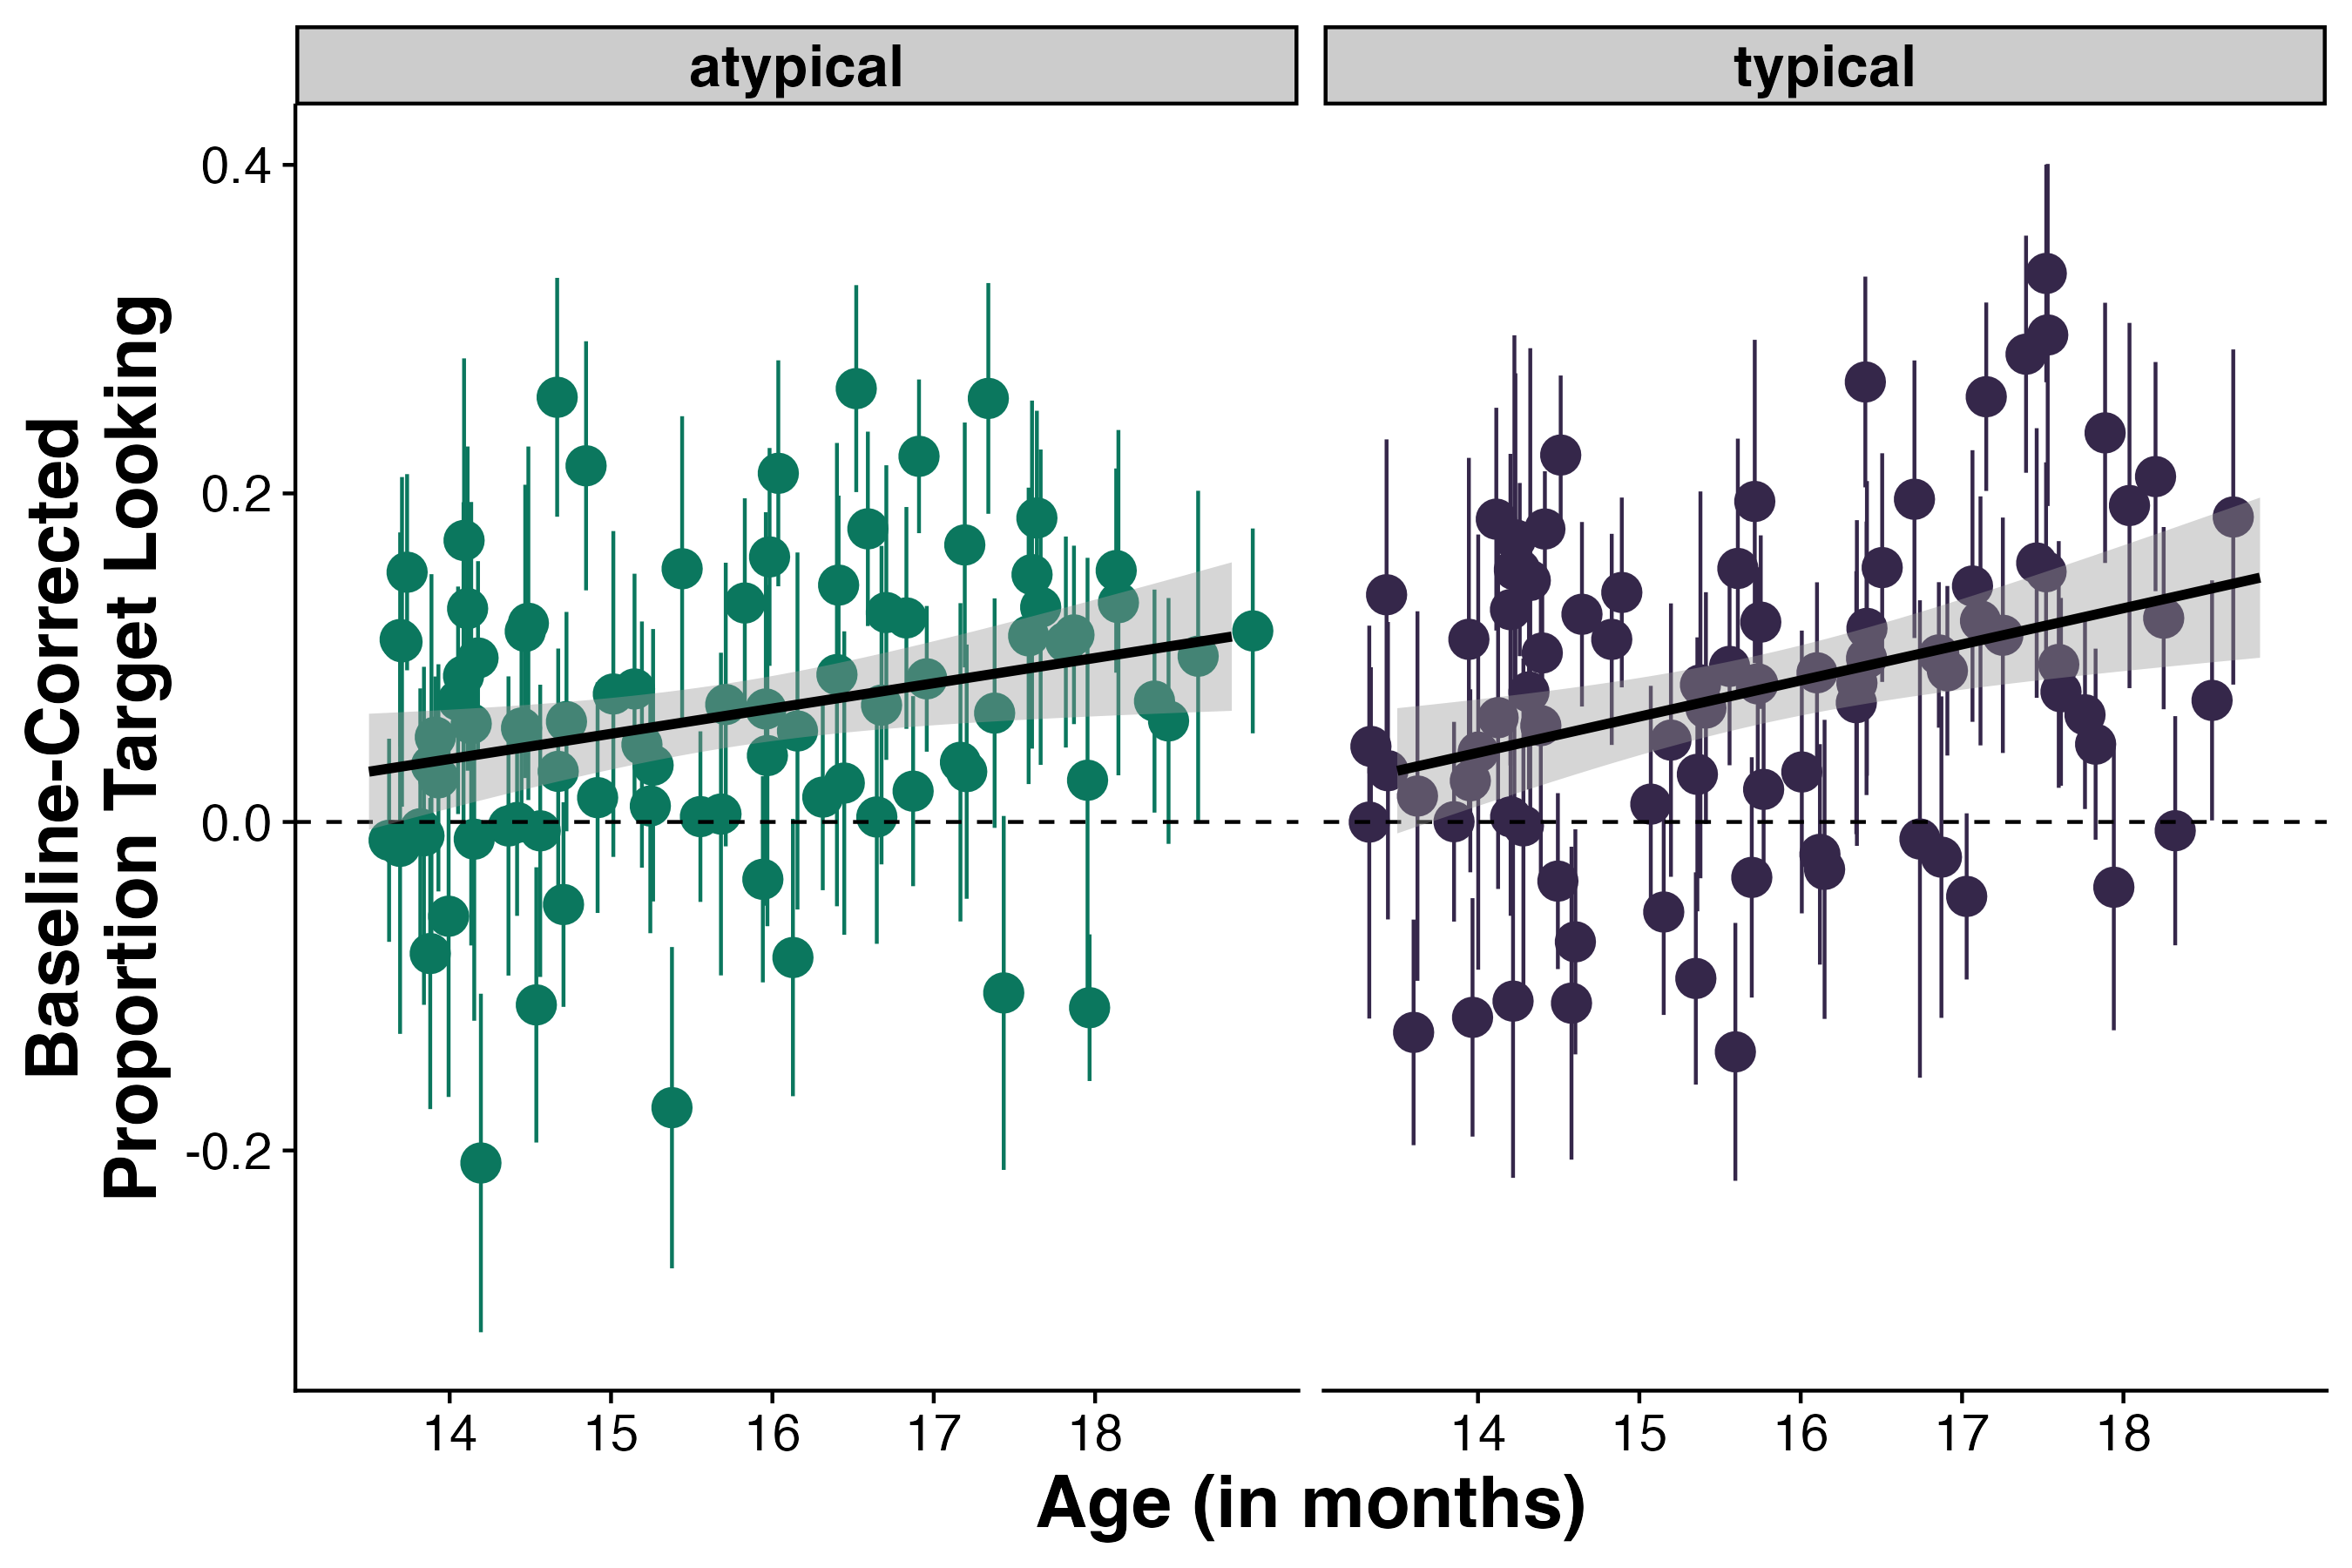 atypical
typical
Baseline-Corrected
Proportion Target Looking
0.4
0.2
0.0
-0.2
14 15 16 17 18
14 15 16 17 18
Age (in months)